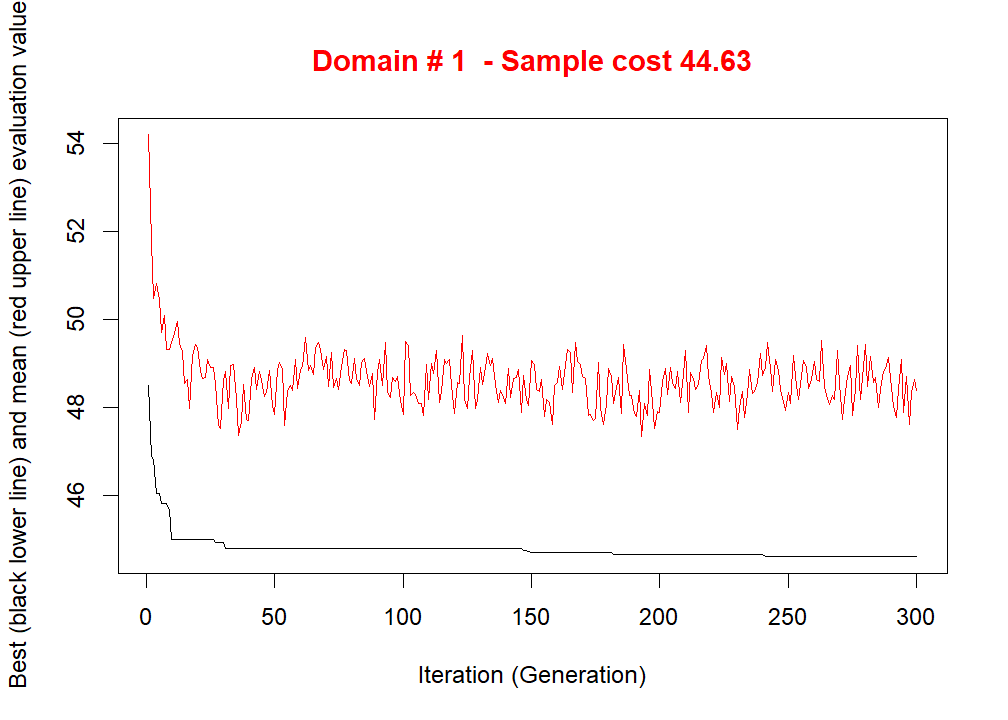 Domain # 1  - Sample cost 44.63
Best (black lower line) and mean (red upper line) evaluation value
54
52
50
48
46
0 50 100 150 200 250 300
Iteration (Generation)